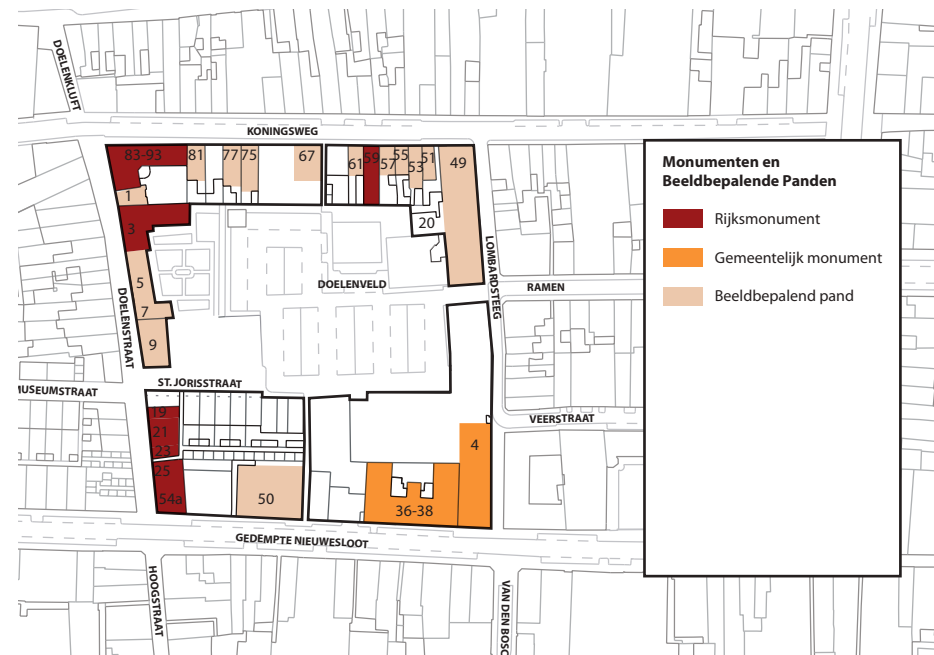 DOELENKLUFT
KONINGSWEG
83-93
81
77
75
67
61
59
57
55
53
51
49
1
3
20
5
7
9
DOELENSTRAAT
DOELENVELD
LOMBARDSTEEG
RAMEN
Monumenten en
Beeldbepalende Panden
Rijksmonument
Gemeentelijk monument
Beeldbepalend pand
MUSEUMSTRAAT
ST. JORISSTRAAT
VEERSTRAAT
19
21
23
25
54a
50
36-38
4
GEDEMPTE NIEUWESLOOT
HOOGSTRAAT
VAN DEN BOSC